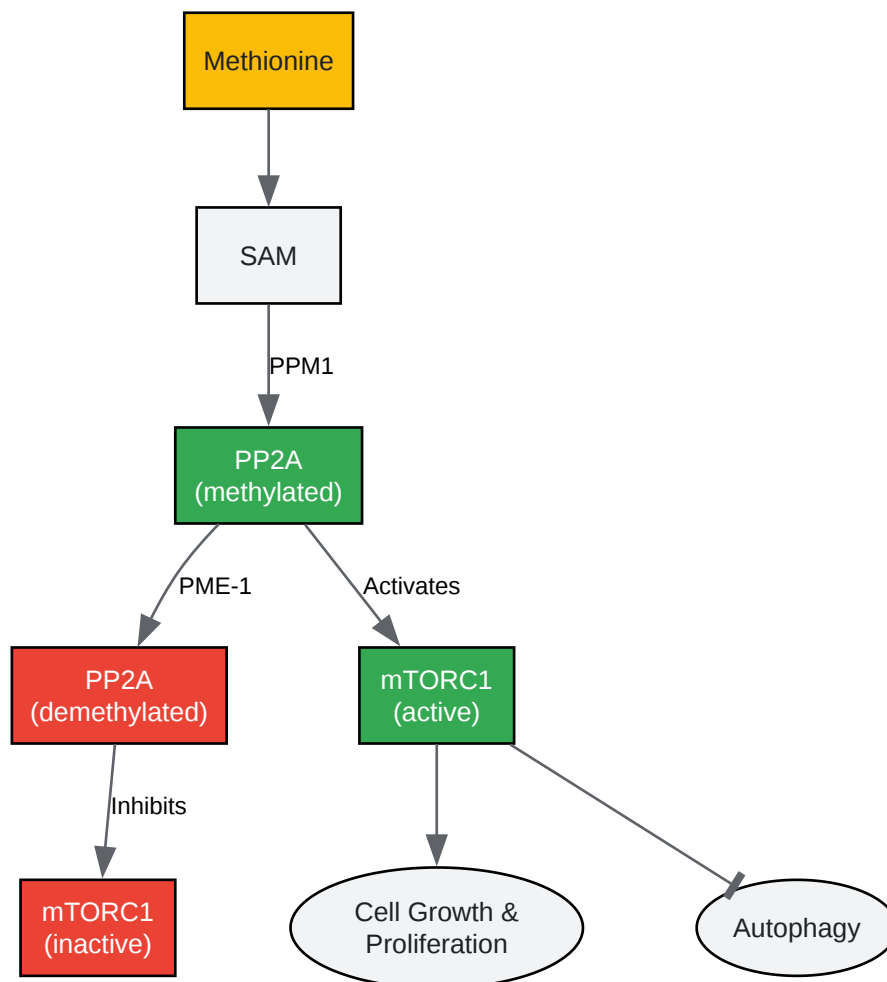 Methionine
SAM
PPM1
PP2A
(methylated)
PME-1
Activates
PP2A
(demethylated)
mTORC1
(active)
Inhibits
mTORC1
(inactive)
Cell Growth &
Proliferation
Autophagy